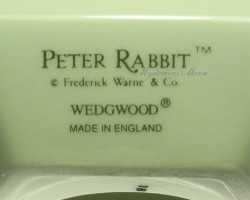 PETER RABBIT™
© Frederick Warne & Co.
WEDGWOOD®
MADE IN ENGLAND